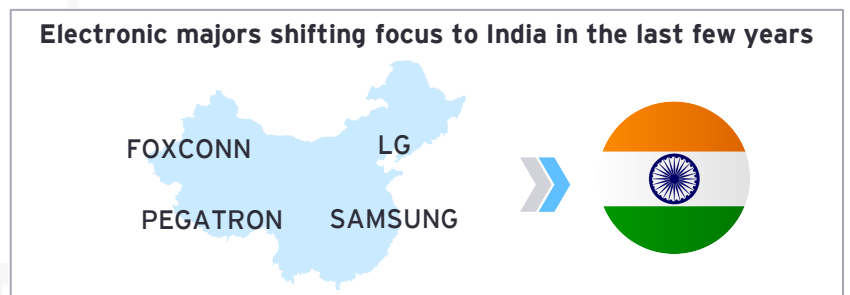 Electronic majors shifting focus to India in the last few years
FOXCONN
LG
PEGATRON
SAMSUNG